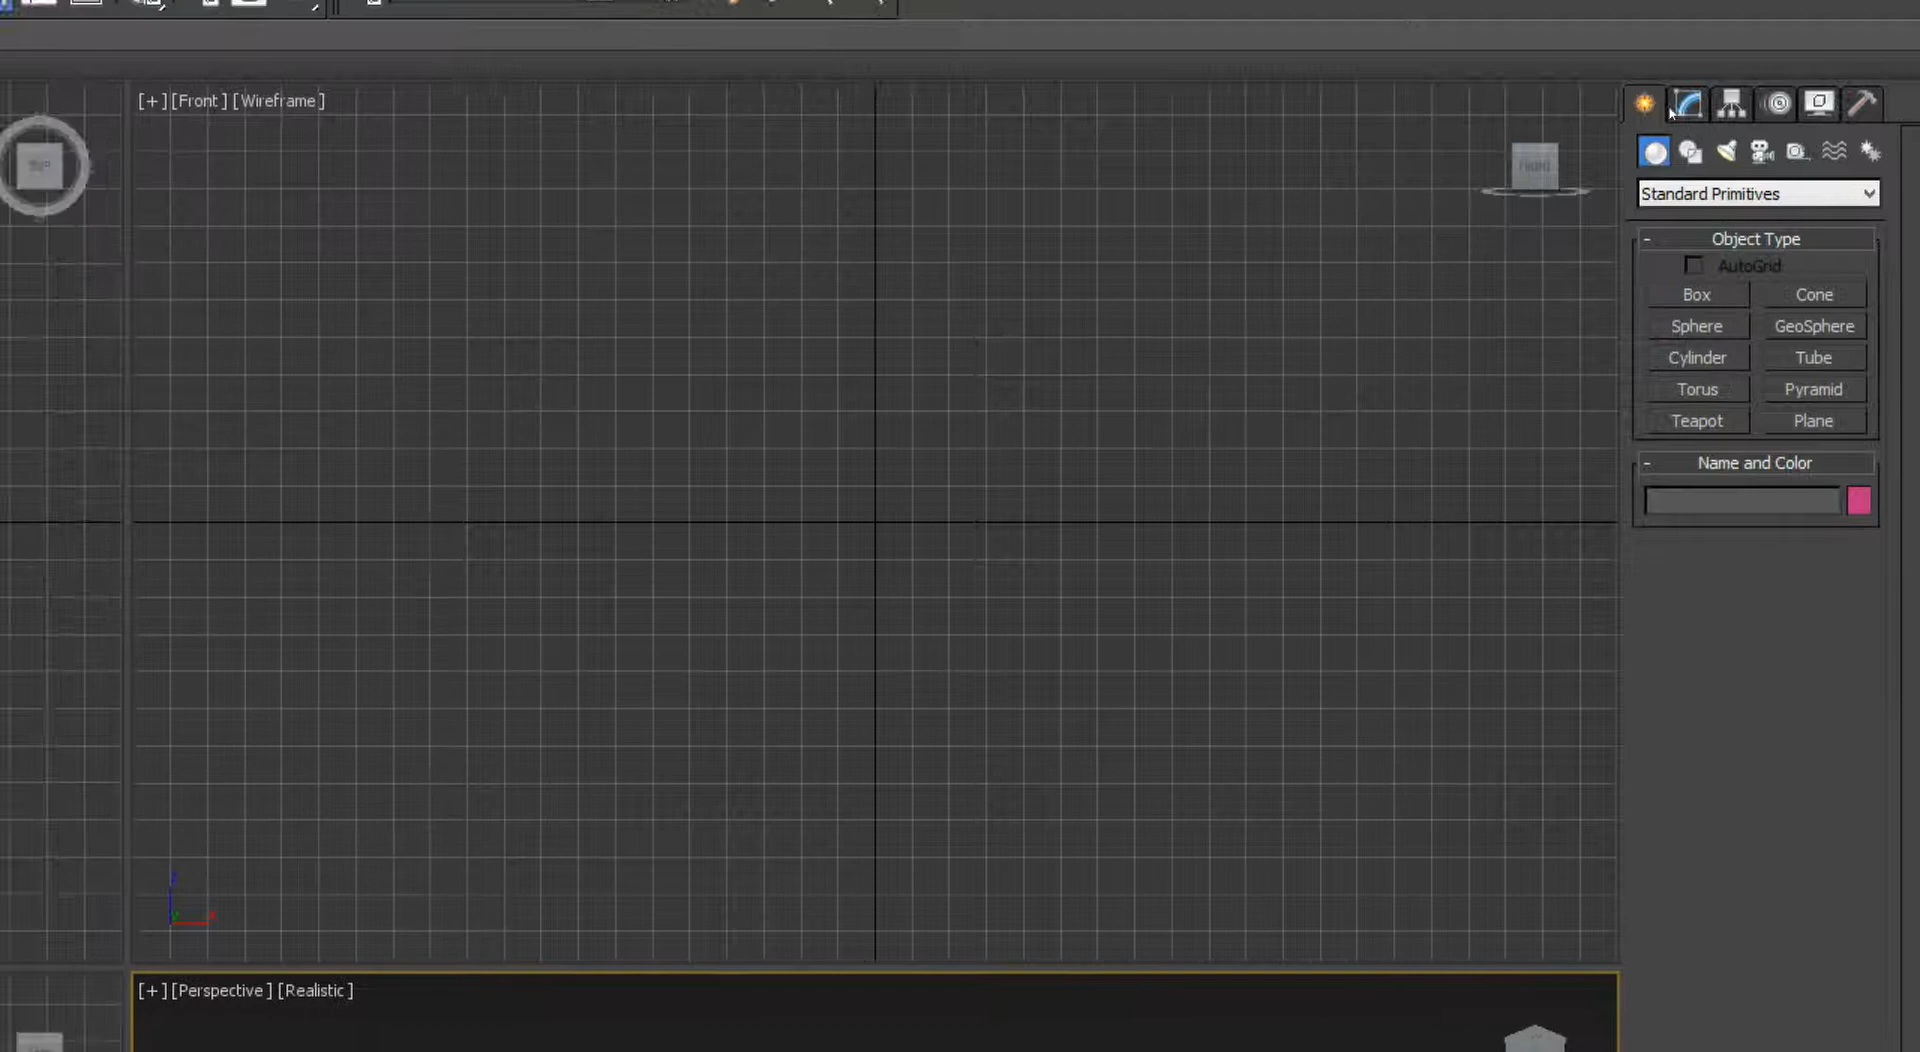 [+] [Front] [Wireframe]
FRONT
Standard Primitives
- Object Type
AutoGrid
Box Cone
Sphere GeoSphere
Cylinder Tube
Torus Pyramid
Teapot Plane
- Name and Color
[+] [Perspective] [Realistic]